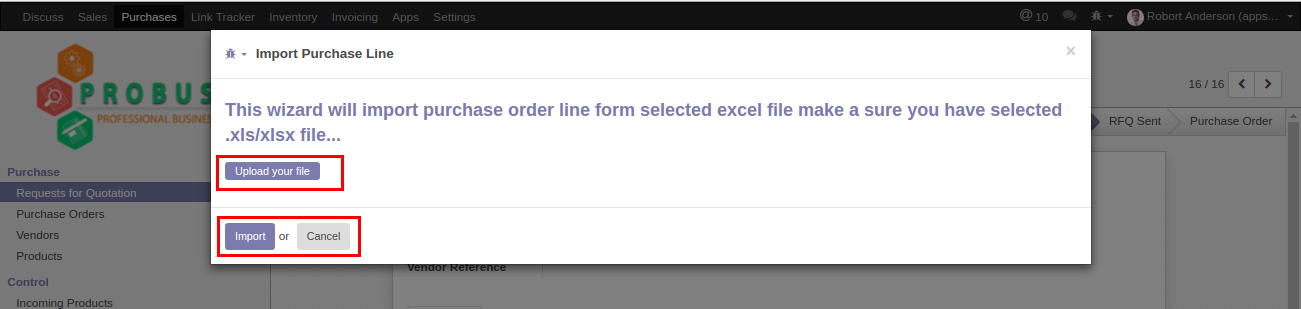 Discuss Sales Purchases Link Tracker Inventory Invoicing Apps Settings @ 10 Robort Anderson (apps...
Import Purchase Line ×
PROBUS
PROFESSIONAL BUSINES
16 / 16
This wizard will import purchase order line form selected excel file make a sure you have selected
.xls/xlsx file...
RFQ Sent Purchase Order
Upload your file
Purchase
Requests for Quotation
Purchase Orders
Vendors
Products
Import or Cancel
Vendor Reference
Control
Incoming Products